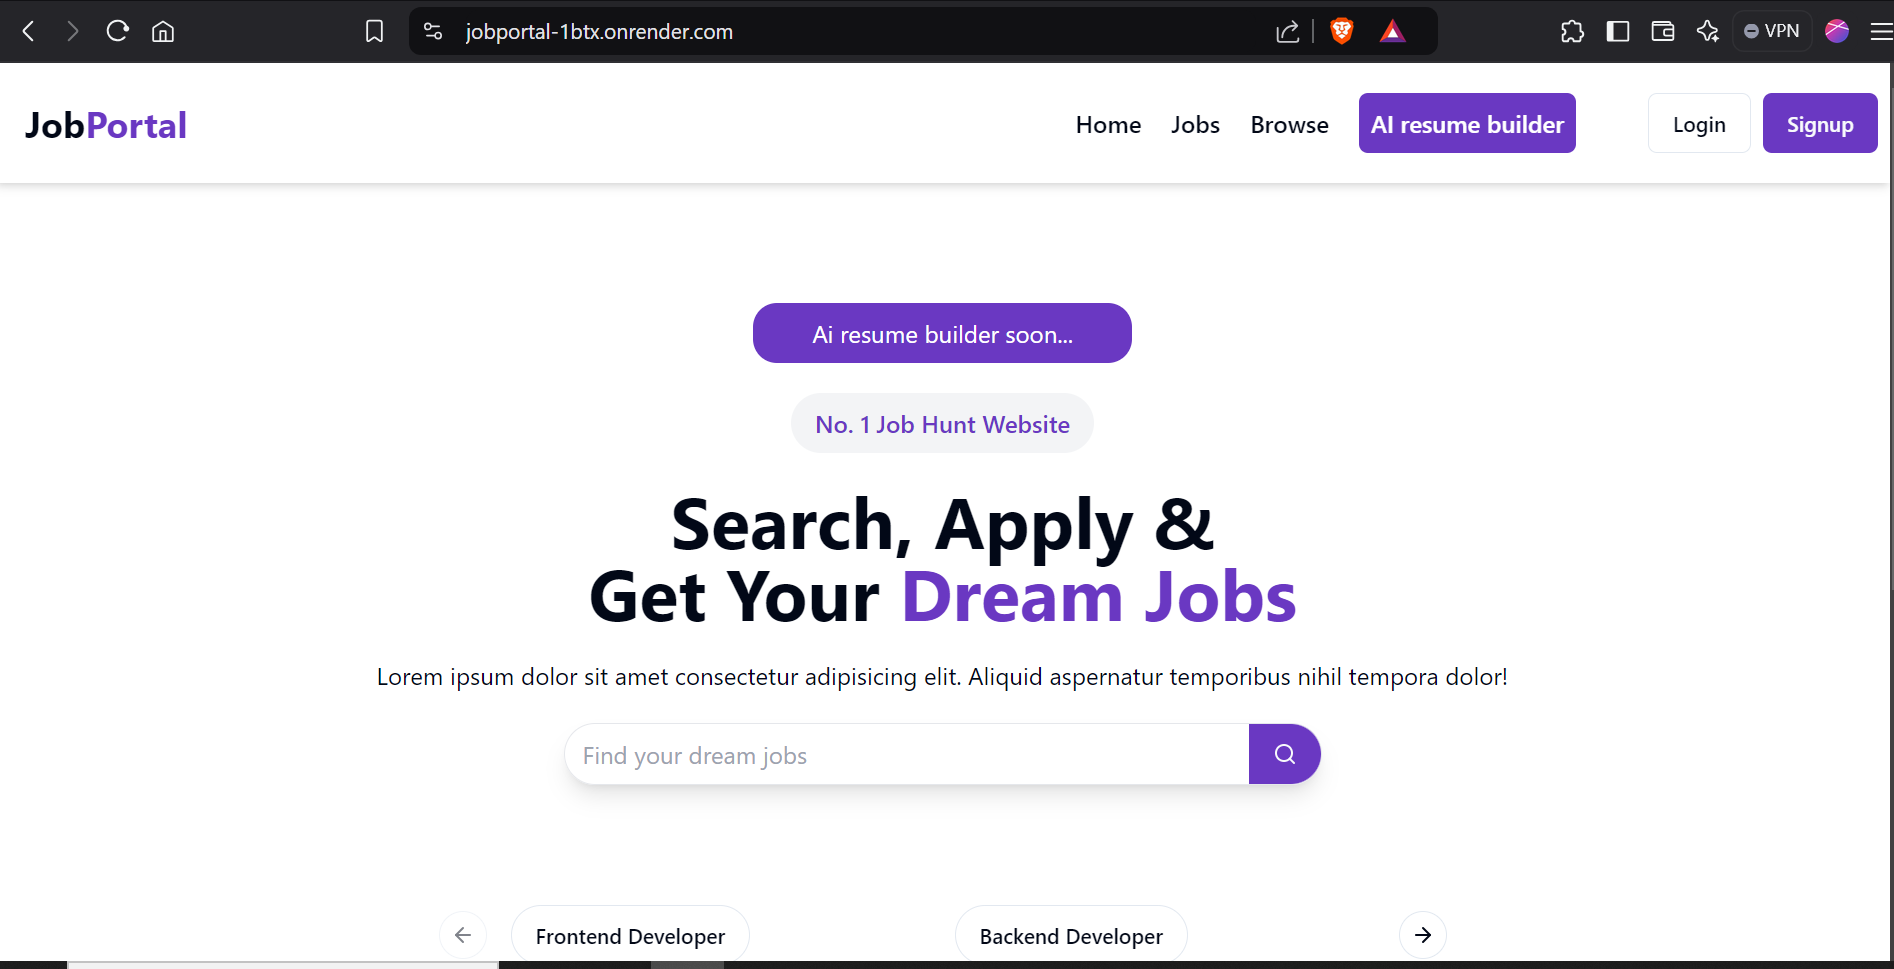 jobportal-1btx.onrender.com
VPN
JobPortal
Home
Jobs
Browse
AI resume builder
Login
Signup
Ai resume builder soon...
No. 1 Job Hunt Website
Search, Apply &
Get Your Dream Jobs
Lorem ipsum dolor sit amet consectetur adipisicing elit. Aliquid aspernatur temporibus nihil tempora dolor!
Find your dream jobs
Frontend Developer
Backend Developer